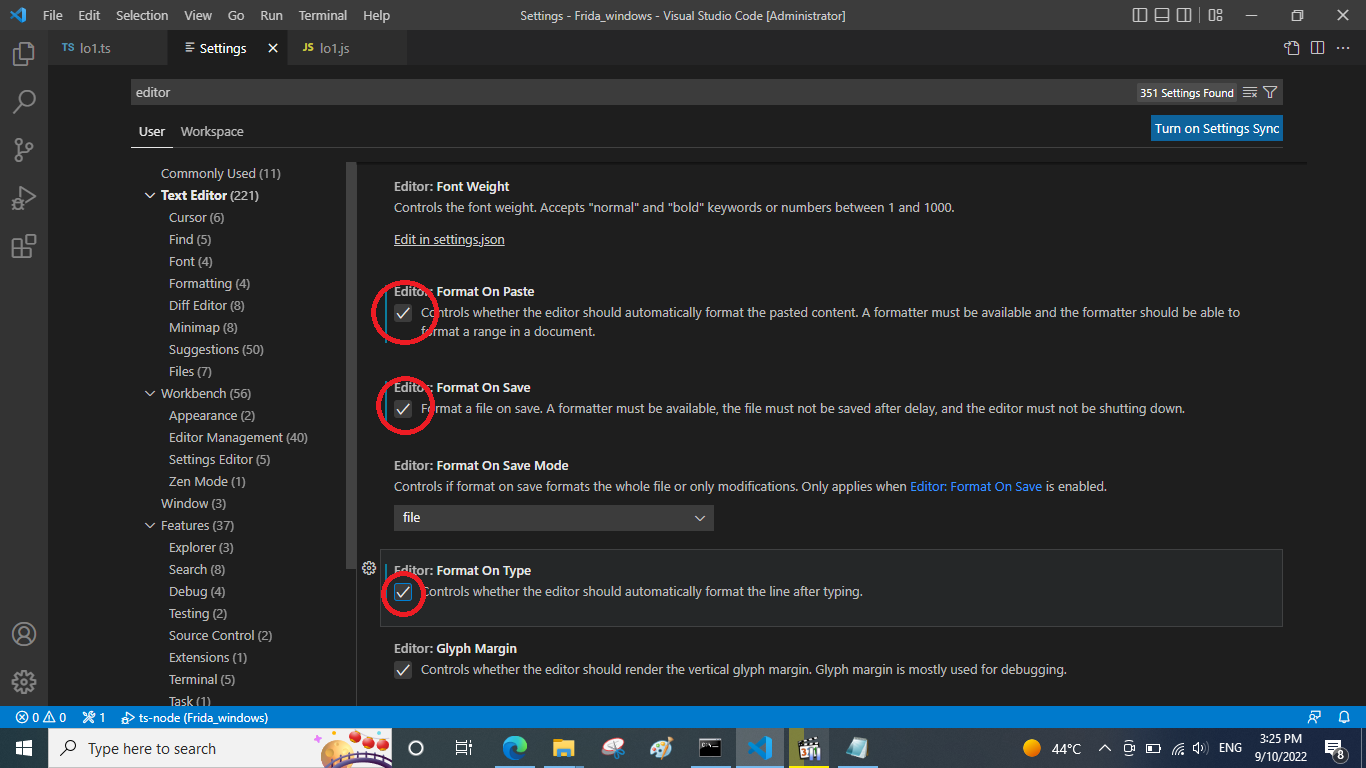 File Edit Selection View Go Run Terminal Help
Settings - Frida_windows - Visual Studio Code [Administrator]
TS lo1.ts
Settings
JS lo1.js
editor
351 Settings Found
User Workspace
Turn on Settings Sync
Commonly Used (11)
Text Editor (221)
Cursor (6)
Find (5)
Font (4)
Formatting (4)
Diff Editor (8)
Minimap (8)
Suggestions (50)
Files (7)
Workbench (56)
Appearance (2)
Editor Management (40)
Settings Editor (5)
Zen Mode (1)
Window (3)
Features (37)
Explorer (3)
Search (8)
Debug (4)
Testing (2)
Source Control (2)
Extensions (1)
Terminal (5)
Task (1)
Editor: Font Weight
Controls the font weight. Accepts "normal" and "bold" keywords or numbers between 1 and 1000.
Edit in settings.json
Editor: Format On Paste
Controls whether the editor should automatically format the pasted content. A formatter must be available and the formatter should be able to
format a range in a document.
Editor: Format On Save
Format a file on save. A formatter must be available, the file must not be saved after delay, and the editor must not be shutting down.
Editor: Format On Save Mode
Controls if format on save formats the whole file or only modifications. Only applies when Editor: Format On Save is enabled.
file
Editor: Format On Type
Controls whether the editor should automatically format the line after typing.
Editor: Glyph Margin
Controls whether the editor should render the vertical glyph margin. Glyph margin is mostly used for debugging.
0 0 1 ts-node (Frida_windows)
Type here to search
44°C
ENG
3:25 PM
9/10/2022
8